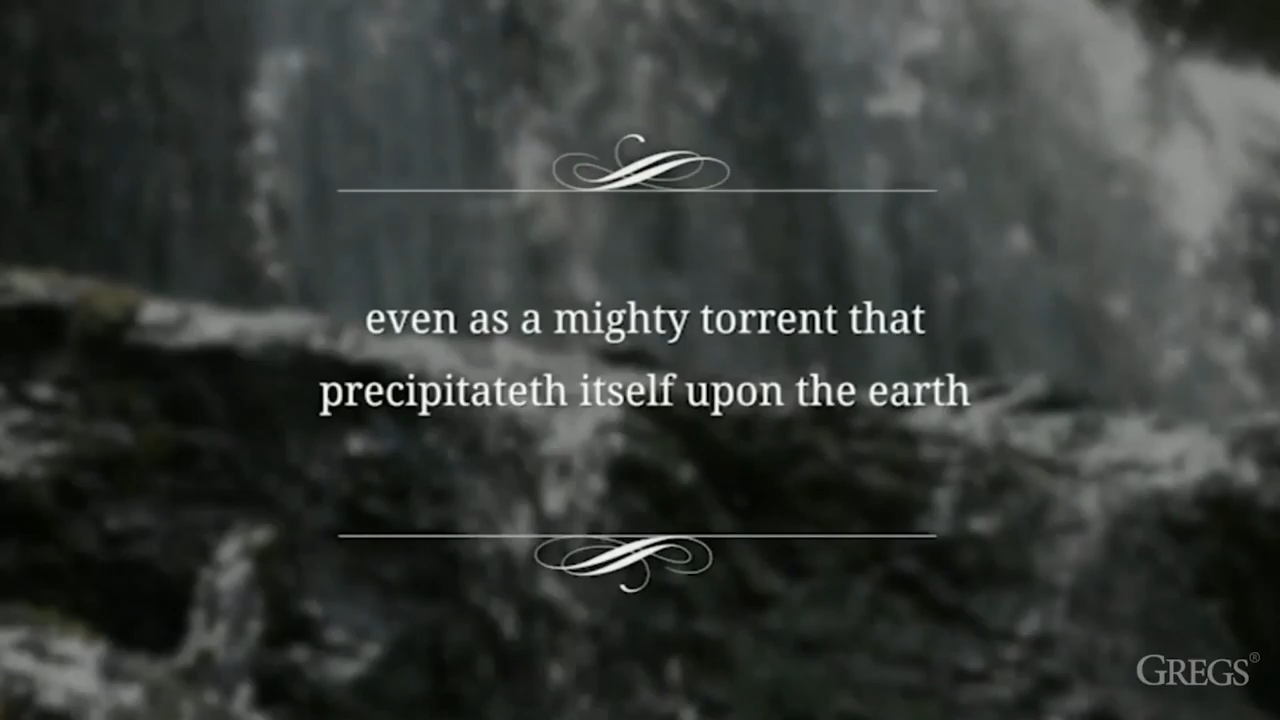 even as a mighty torrent that
precipitateth itself upon the earth
GREGS®